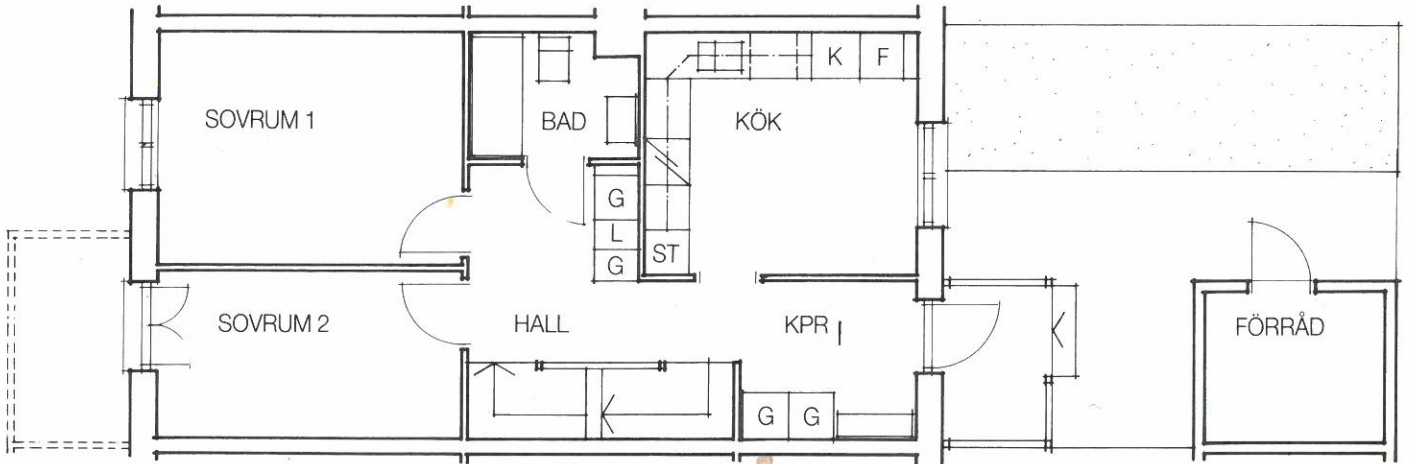 K F
SOVRUM 1
BAD
KÖK
G
L
G
ST
SOVRUM 2
HALL
KPR
FÖRRÅD
G G